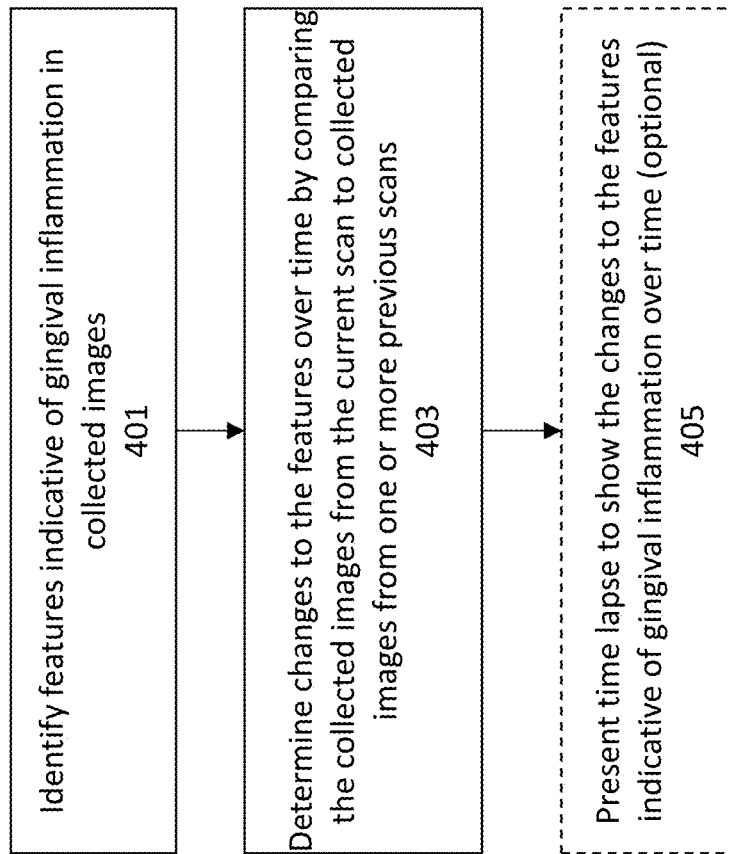 Identify features indicative of gingival inflammation in
collected images
401
Determine changes to the features over time by comparing
the collected images from the current scan to collected
images from one or more previous scans
403
Present time lapse to show the changes to the features
indicative of gingival inflammation over time (optional)
405